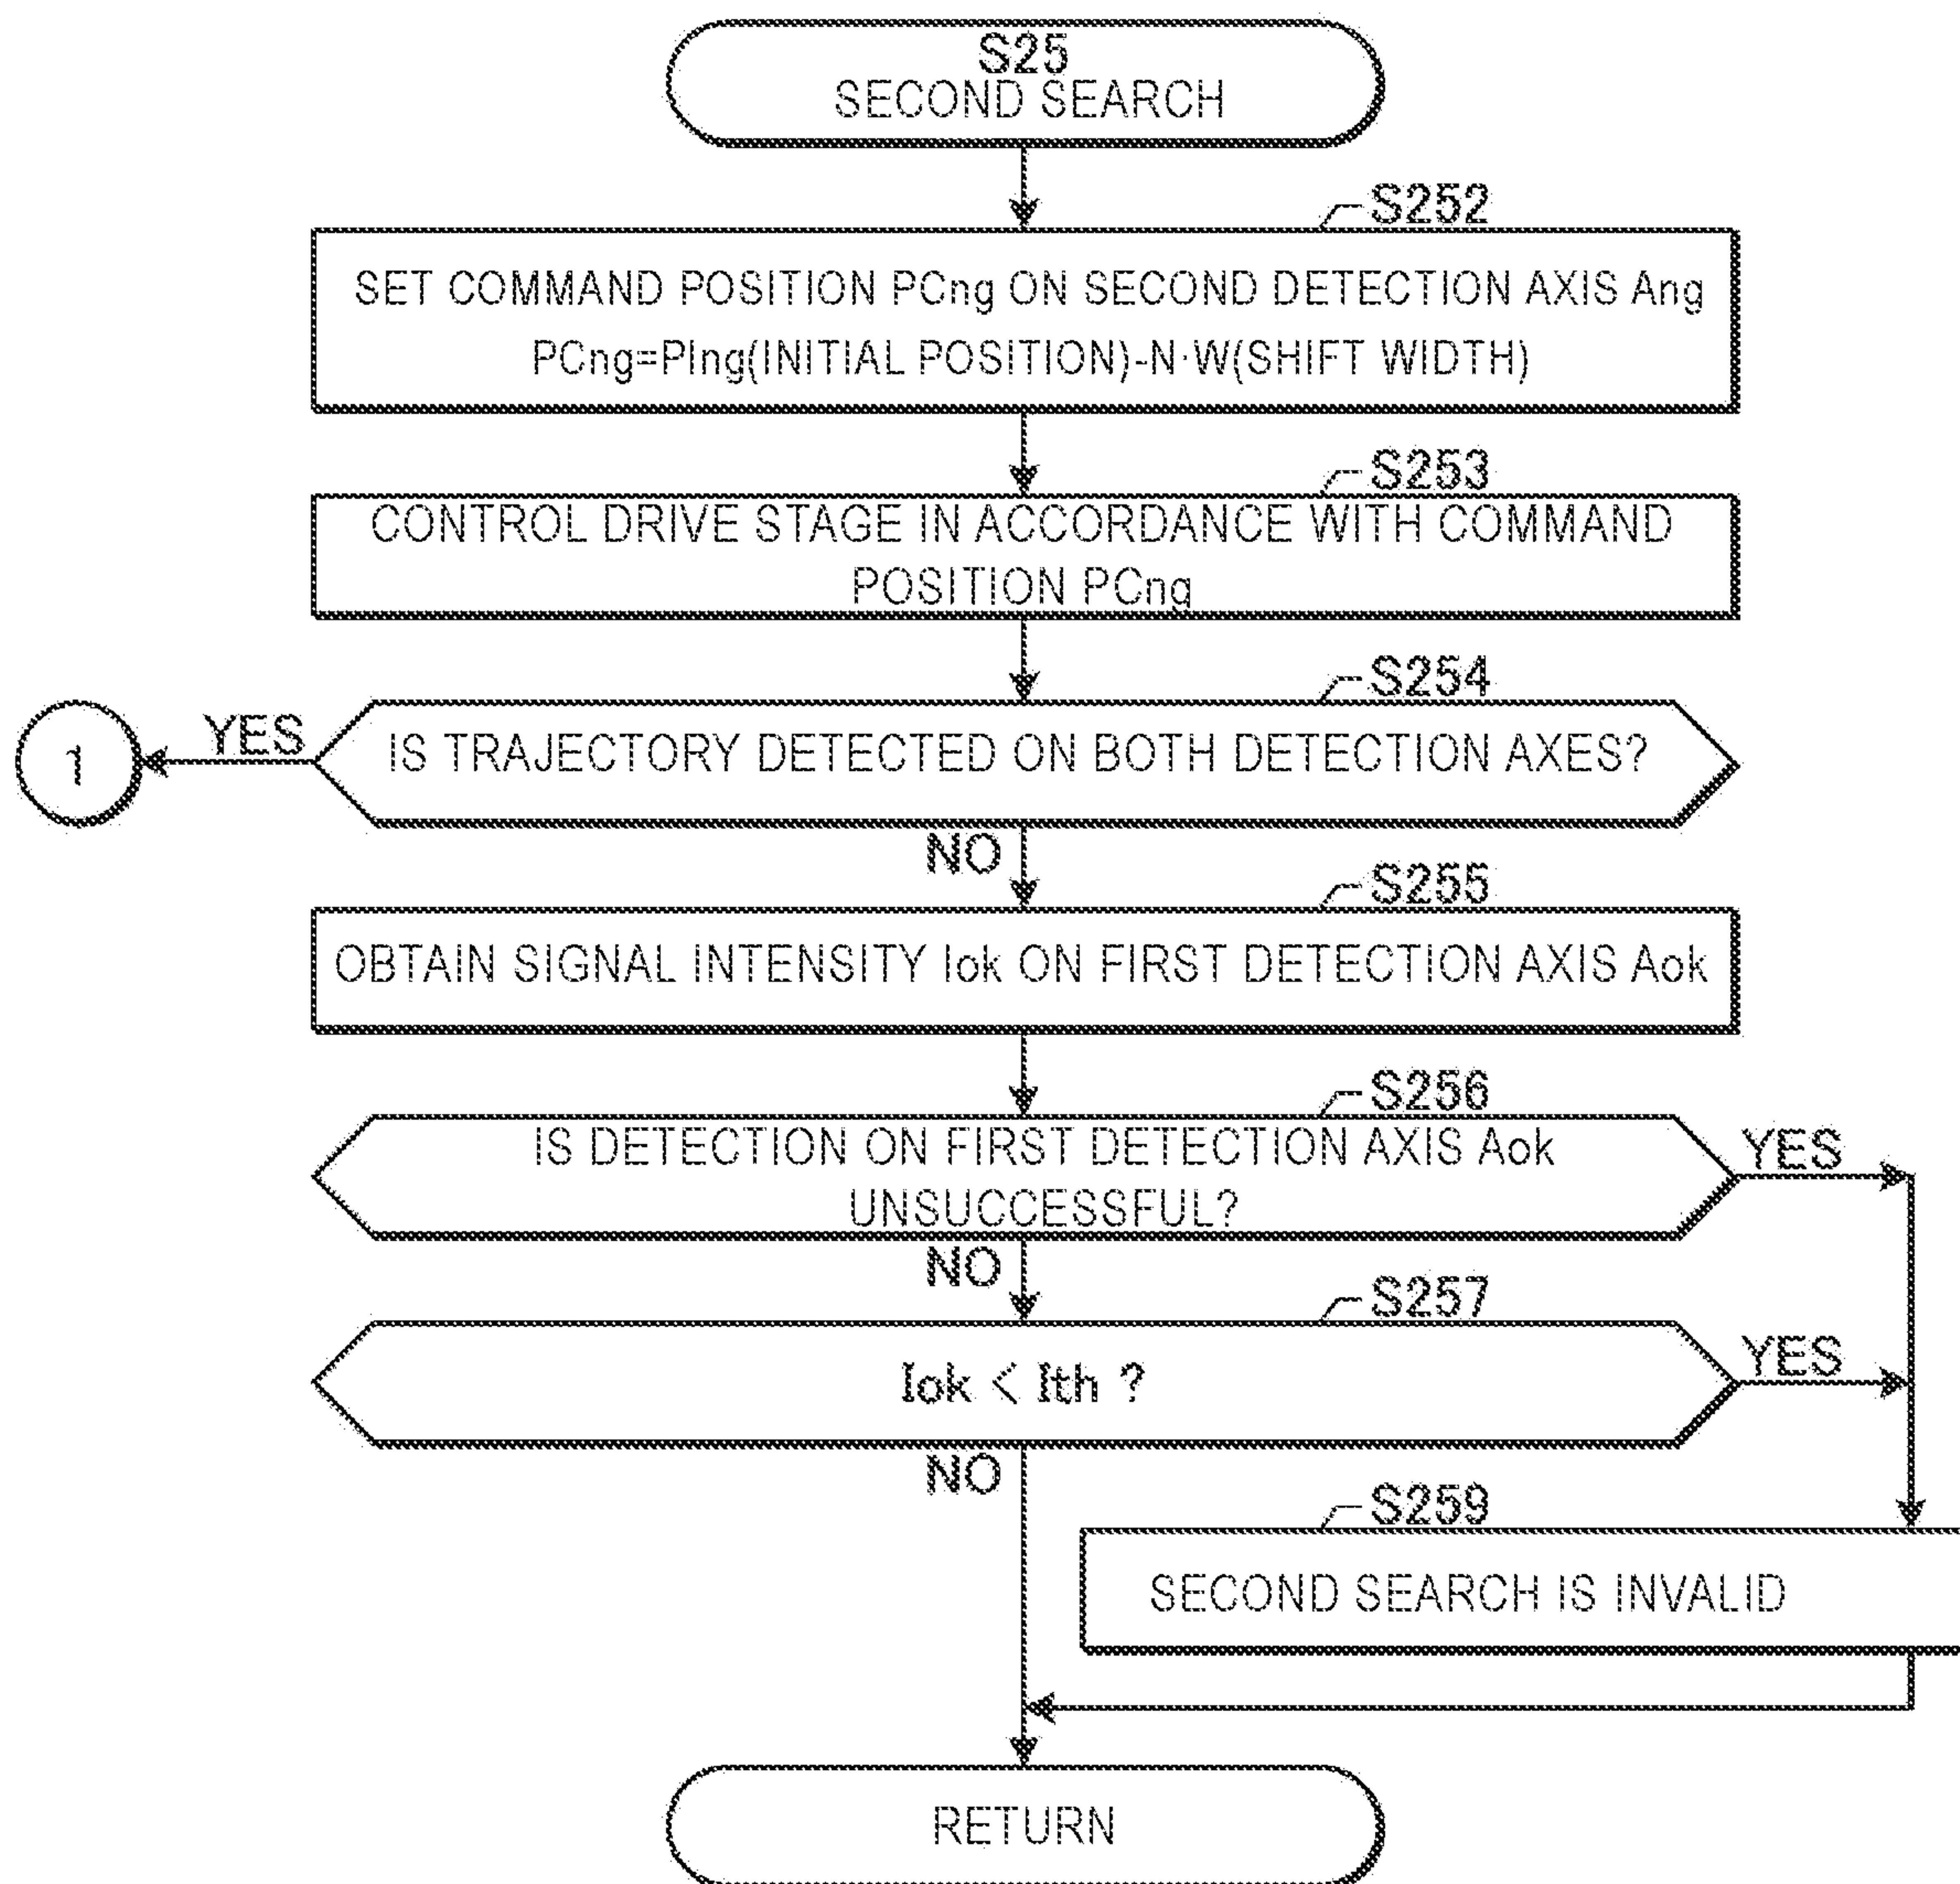 S25
SECOND SEARCH
S252
SET COMMAND POSITION PCng ON SECOND DETECTION AXIS Ang
PCng=PIng(INITIAL POSITION)-N·W(SHIFT WIDTH)
S253
CONTROL DRIVE STAGE IN ACCORDANCE WITH COMMAND
POSITION PCng
S254
1
YES
IS TRAJECTORY DETECTED ON BOTH DETECTION AXES?
NO
S255
OBTAIN SIGNAL INTENSITY Iok ON FIRST DETECTION AXIS Aok
S256
IS DETECTION ON FIRST DETECTION AXIS Aok
UNSUCCESSFUL?
YES
NO
S257
Iok < Ith ?
YES
NO
S259
SECOND SEARCH IS INVALID
RETURN